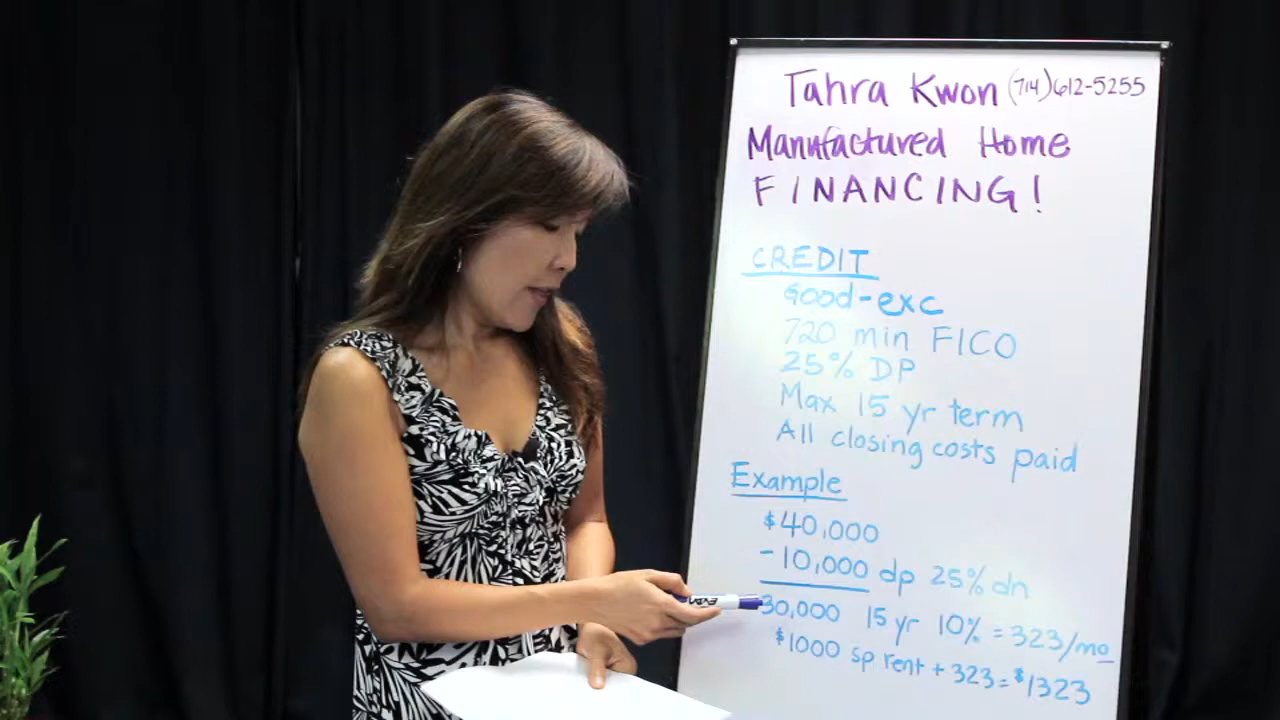 Tahra Kwon (714) 612-5255
Manufactured Home
FINANCING!
CREDIT
Good-exc
720 min FICO
25% DP
Max 15 yr term
All closing costs paid
Example
$40,000
-10,000 dp 25% dn
30,000 15 yr 10% = 323/mo
$1000 sp rent + 323 = $1323
EXPO